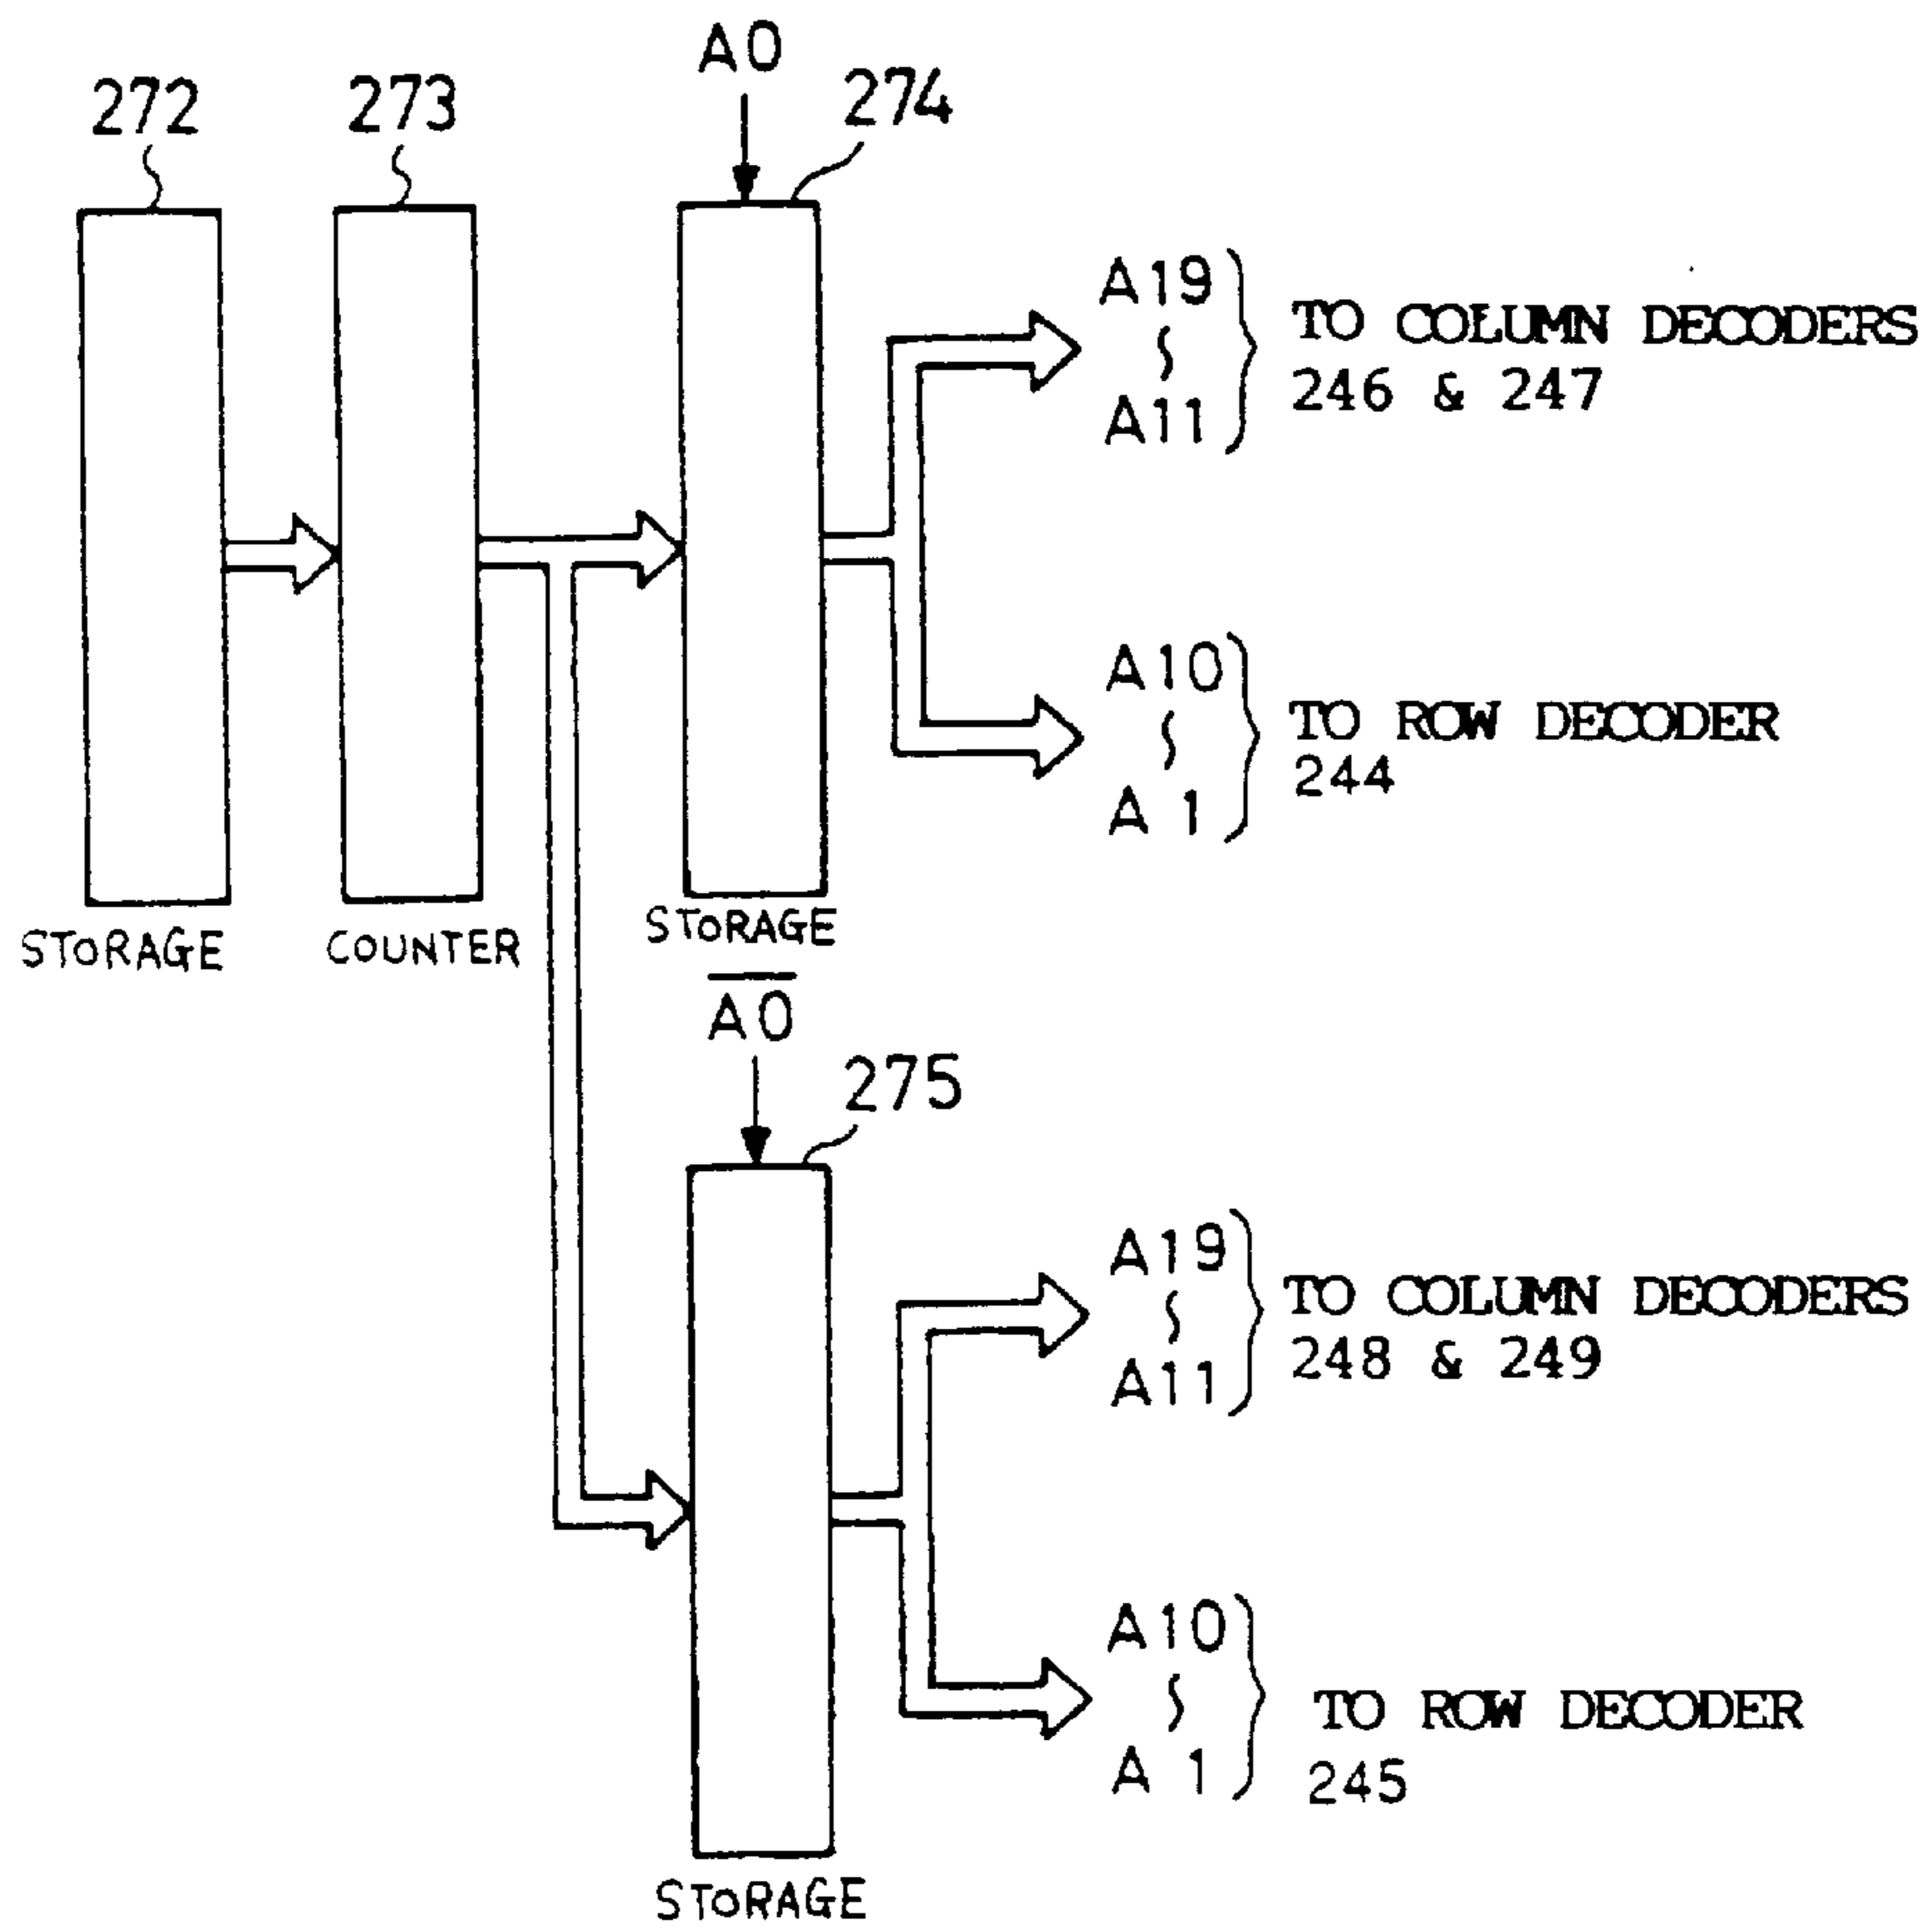 A0
272
273
274
A19
⌇
A11
TO COLUMN DECODERS
246 & 247
A10
⌇
A 1
TO ROW DECODER
244
STORAGE
COUNTER
STORAGE
A̅0̅
275
A19
⌇
A11
TO COLUMN DECODERS
248 & 249
A10
⌇
A 1
TO ROW DECODER
245
STORAGE